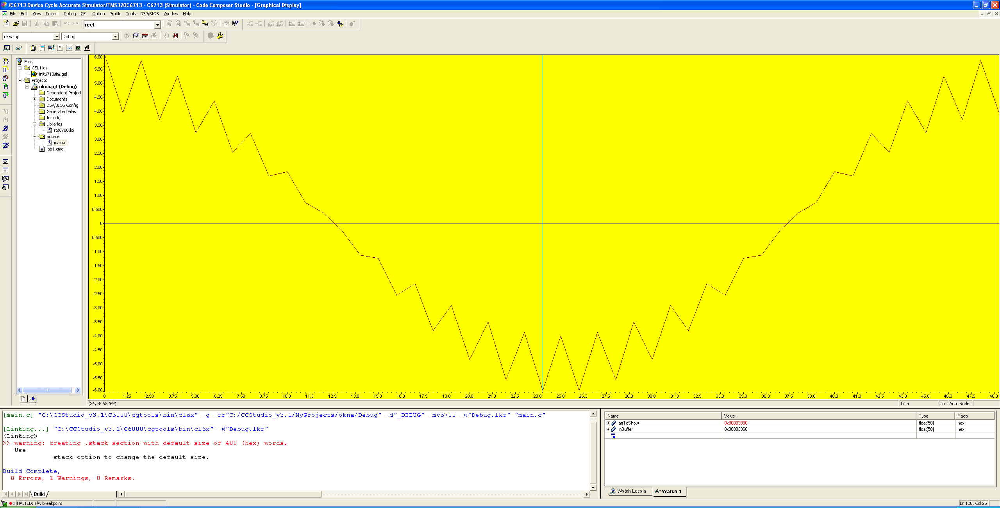 /C6713 Device Cycle Accurate Simulator/TMS320C6713 - C6713 (Simulator) - Code Composer Studio - [Graphical Display]
File Edit View Project Debug GEL Option Profile Tools DSP/BIOS Window Help
rect
okna.pjt Debug
Files
GEL files
init6713sim.gel
Projects
okna.pjt (Debug)
Dependent Project
Documents
DSP/BIOS Config
Generated Files
Include
Libraries
rts6700.lib
Source
main.c
lab1.cmd
6.00
5.50
5.00
4.50
4.00
3.50
3.00
2.50
2.00
1.50
1.00
0.500
0
-0.500
-1.00
-1.50
-2.00
-2.50
-3.00
-3.50
-4.00
-4.50
-5.00
-5.50
-6.00
0 1.25 2.50 3.75 5.00 6.25 7.50 8.75 10.0 11.3 12.5 13.8 15.0 16.3 17.5 18.8 20.0 21.3 22.5 23.8 25.0 26.3 27.5 28.8 30.0 31.3 32.5 33.8 35.0 36.3 37.5 38.8 40.0 41.3 42.5 43.8 45.0 46.3 47.5 48.8
(24, -5.95269) Time Lin Auto Scale
[main.c] "C:\CCStudio_v3.1\C6000\cgtools\bin\cl6x" -g -fr"C:/CCStudio_v3.1/MyProjects/okna/Debug" -d"_DEBUG" -mv6700 -@"Debug.lkf" "main.c"
[Linking...] "C:\CCStudio_v3.1\C6000\cgtools\bin\cl6x" -@"Debug.lkf"
<Linking>
>> warning: creating .stack section with default size of 400 (hex) words.
Use
-stack option to change the default size.
Build Complete,
0 Errors, 1 Warnings, 0 Remarks.
Build
Name Value Type Radix
arrToShow 0x80003890 float[50] hex
inBuffer 0x80003960 float[50] hex
Watch Locals Watch 1
HALTED: s/w breakpoint Ln 120, Col 25